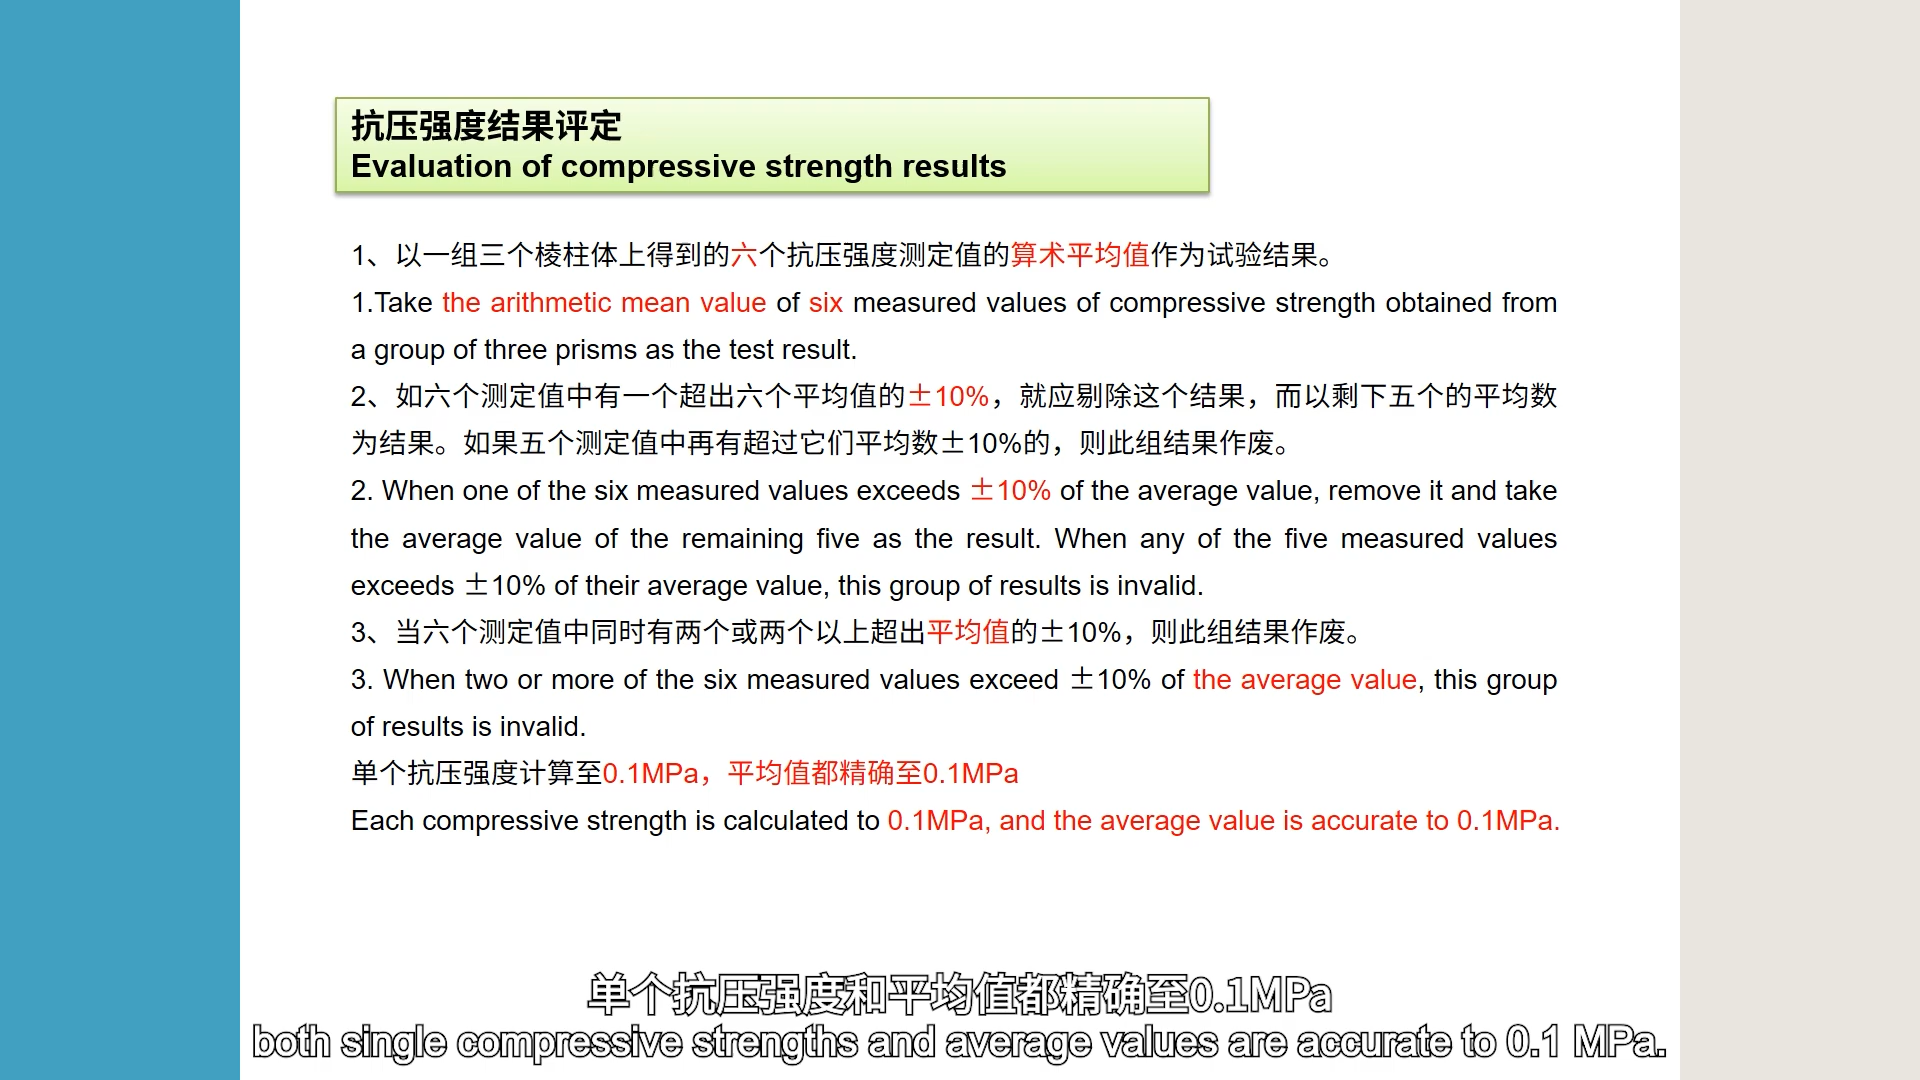 抗压强度结果评定
Evaluation of compressive strength results
1、以一组三个棱柱体上得到的六个抗压强度测定值的算术平均值作为试验结果。
1.Take the arithmetic mean value of six measured values of compressive strength obtained from
a group of three prisms as the test result.
2、如六个测定值中有一个超出六个平均值的±10%，就应剔除这个结果，而以剩下五个的平均数
为结果。如果五个测定值中再有超过它们平均数±10%的，则此组结果作废。
2. When one of the six measured values exceeds ±10% of the average value, remove it and take
the average value of the remaining five as the result. When any of the five measured values
exceeds ±10% of their average value, this group of results is invalid.
3、当六个测定值中同时有两个或两个以上超出平均值的±10%，则此组结果作废。
3. When two or more of the six measured values exceed ±10% of the average value, this group
of results is invalid.
单个抗压强度计算至0.1MPa，平均值都精确至0.1MPa
Each compressive strength is calculated to 0.1MPa, and the average value is accurate to 0.1MPa.
单个抗压强度和平均值都精确至0.1MPa
both single compressive strengths and average values are accurate to 0.1 MPa.